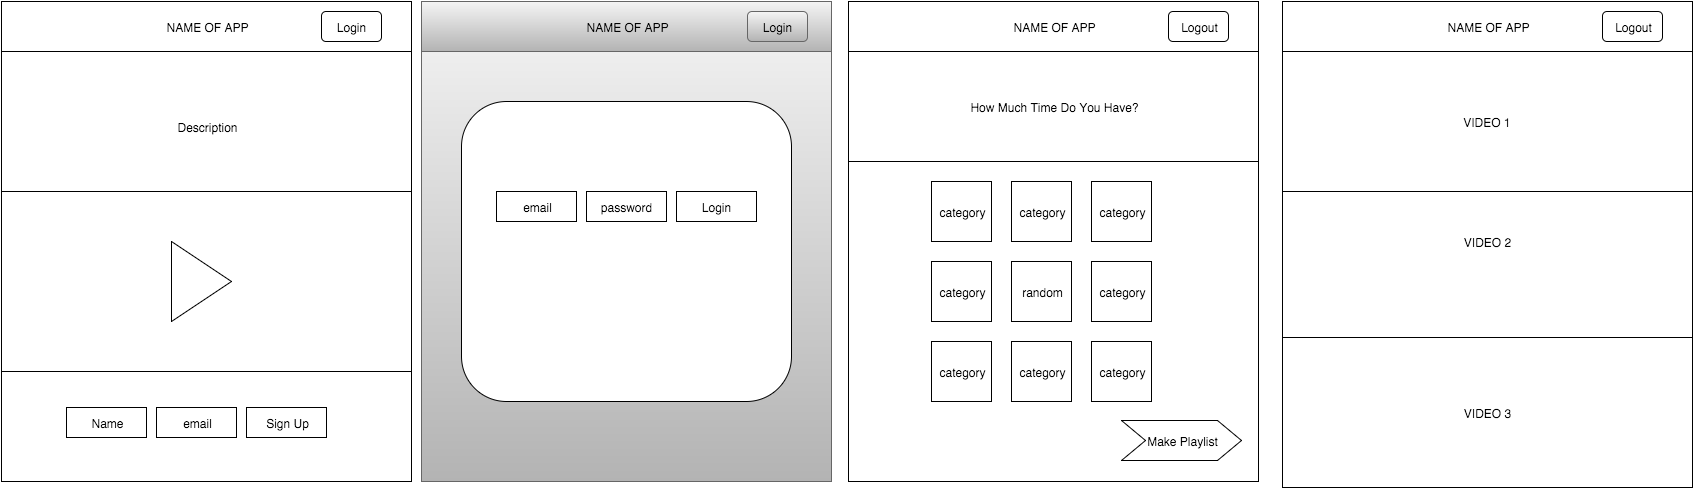 NAME OF APP
Login
Description
Name
email
Sign Up
NAME OF APP
Login
email
password
Login
NAME OF APP
Logout
How Much Time Do You Have?
category
category
category
category
random
category
category
category
category
Make Playlist
NAME OF APP
Logout
VIDEO 1
VIDEO 2
VIDEO 3